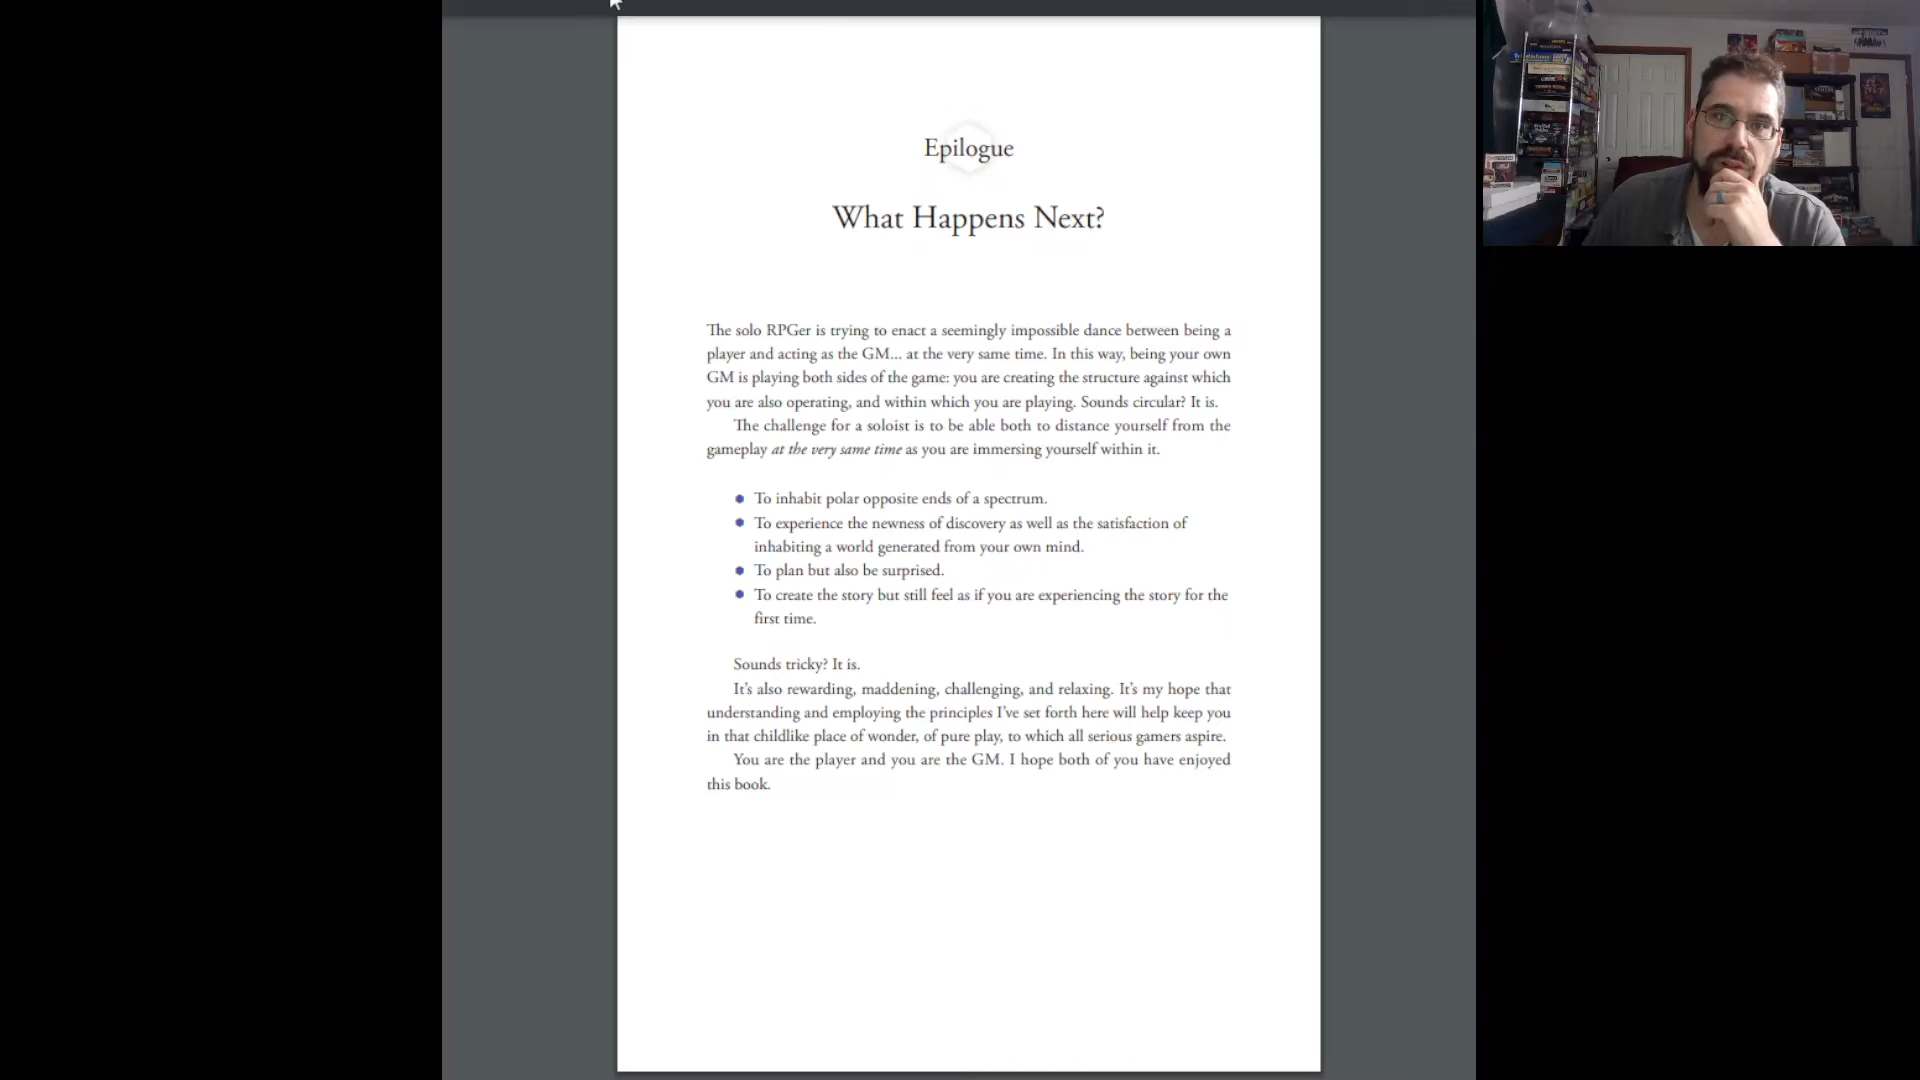 Epilogue
What Happens Next?
The solo RPGer is trying to enact a seemingly impossible dance between being a
player and acting as the GM... at the very same time. In this way, being your own
GM is playing both sides of the game: you are creating the structure against which
you are also operating, and within which you are playing. Sounds circular? It is.
The challenge for a soloist is to be able both to distance yourself from the
gameplay at the very same time as you are immersing yourself within it.
To inhabit polar opposite ends of a spectrum.
To experience the newness of discovery as well as the satisfaction of
inhabiting a world generated from your own mind.
To plan but also be surprised.
To create the story but still feel as if you are experiencing the story for the
first time.
Sounds tricky? It is.
It's also rewarding, maddening, challenging, and relaxing. It's my hope that
understanding and employing the principles I've set forth here will help keep you
in that childlike place of wonder, of pure play, to which all serious gamers aspire.
You are the player and you are the GM. I hope both of you have enjoyed
this book.